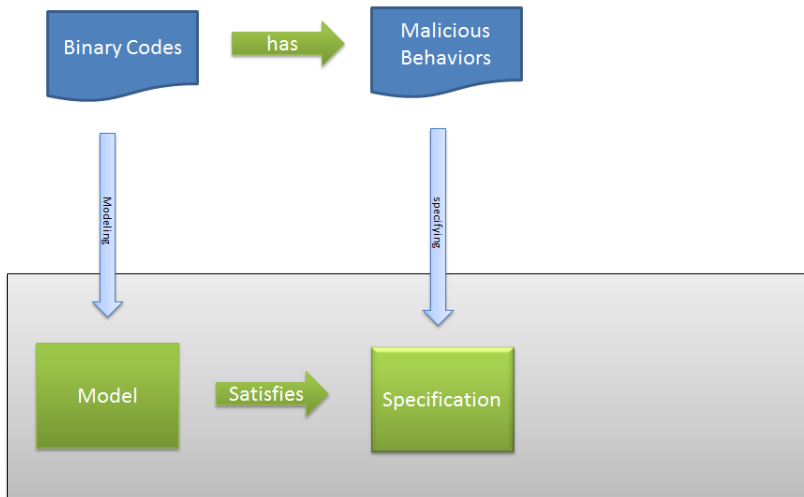 Binary Codes
has
Malicious
Behaviors
Modeling
specifying
Model
Satisfies
Specification